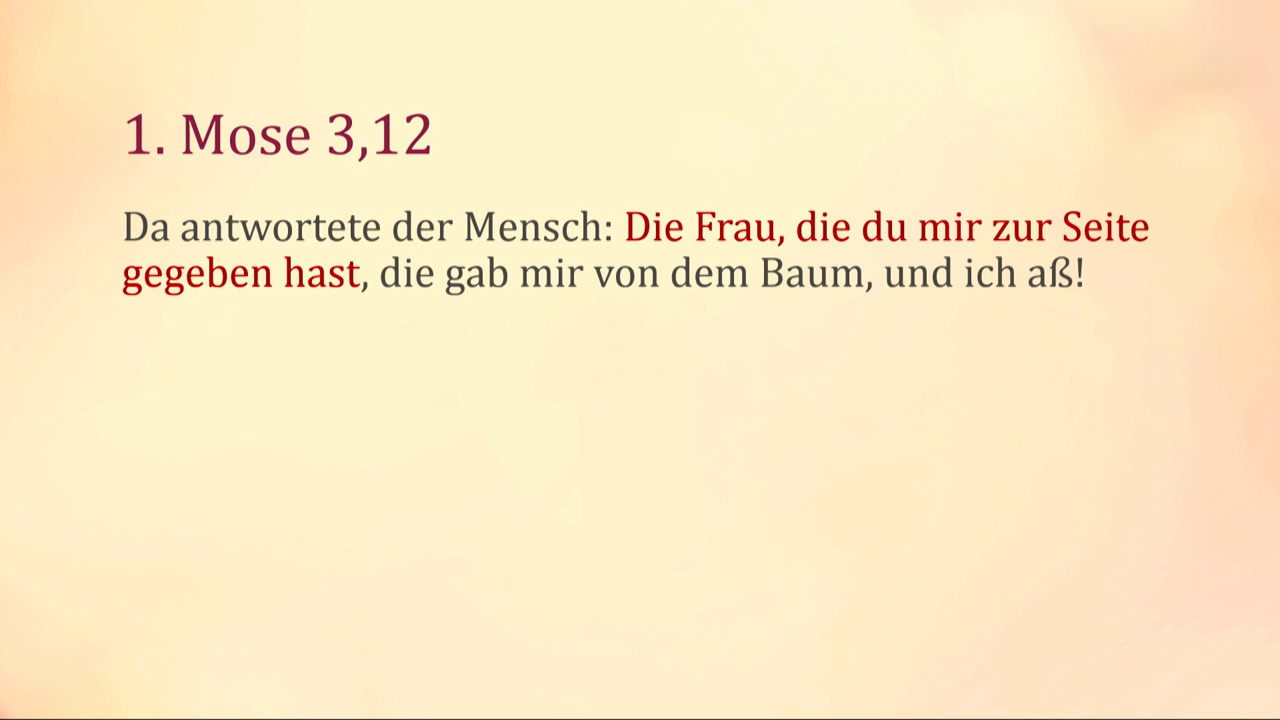 1. Mose 3,12
Da antwortete der Mensch: Die Frau, die du mir zur Seite
gegeben hast, die gab mir von dem Baum, und ich aß!